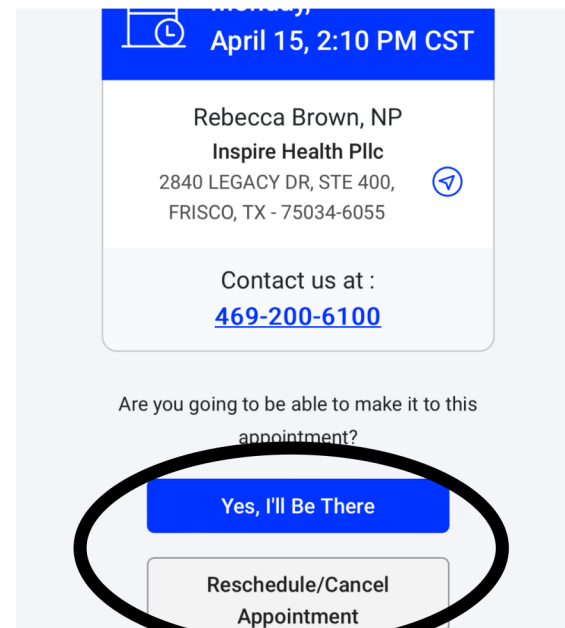 Monday,
April 15, 2:10 PM CST
Rebecca Brown, NP
Inspire Health Pllc
2840 LEGACY DR, STE 400,
FRISCO, TX - 75034-6055
Contact us at :
469-200-6100
Are you going to be able to make it to this
appointment?
Yes, I'll Be There
Reschedule/Cancel
Appointment